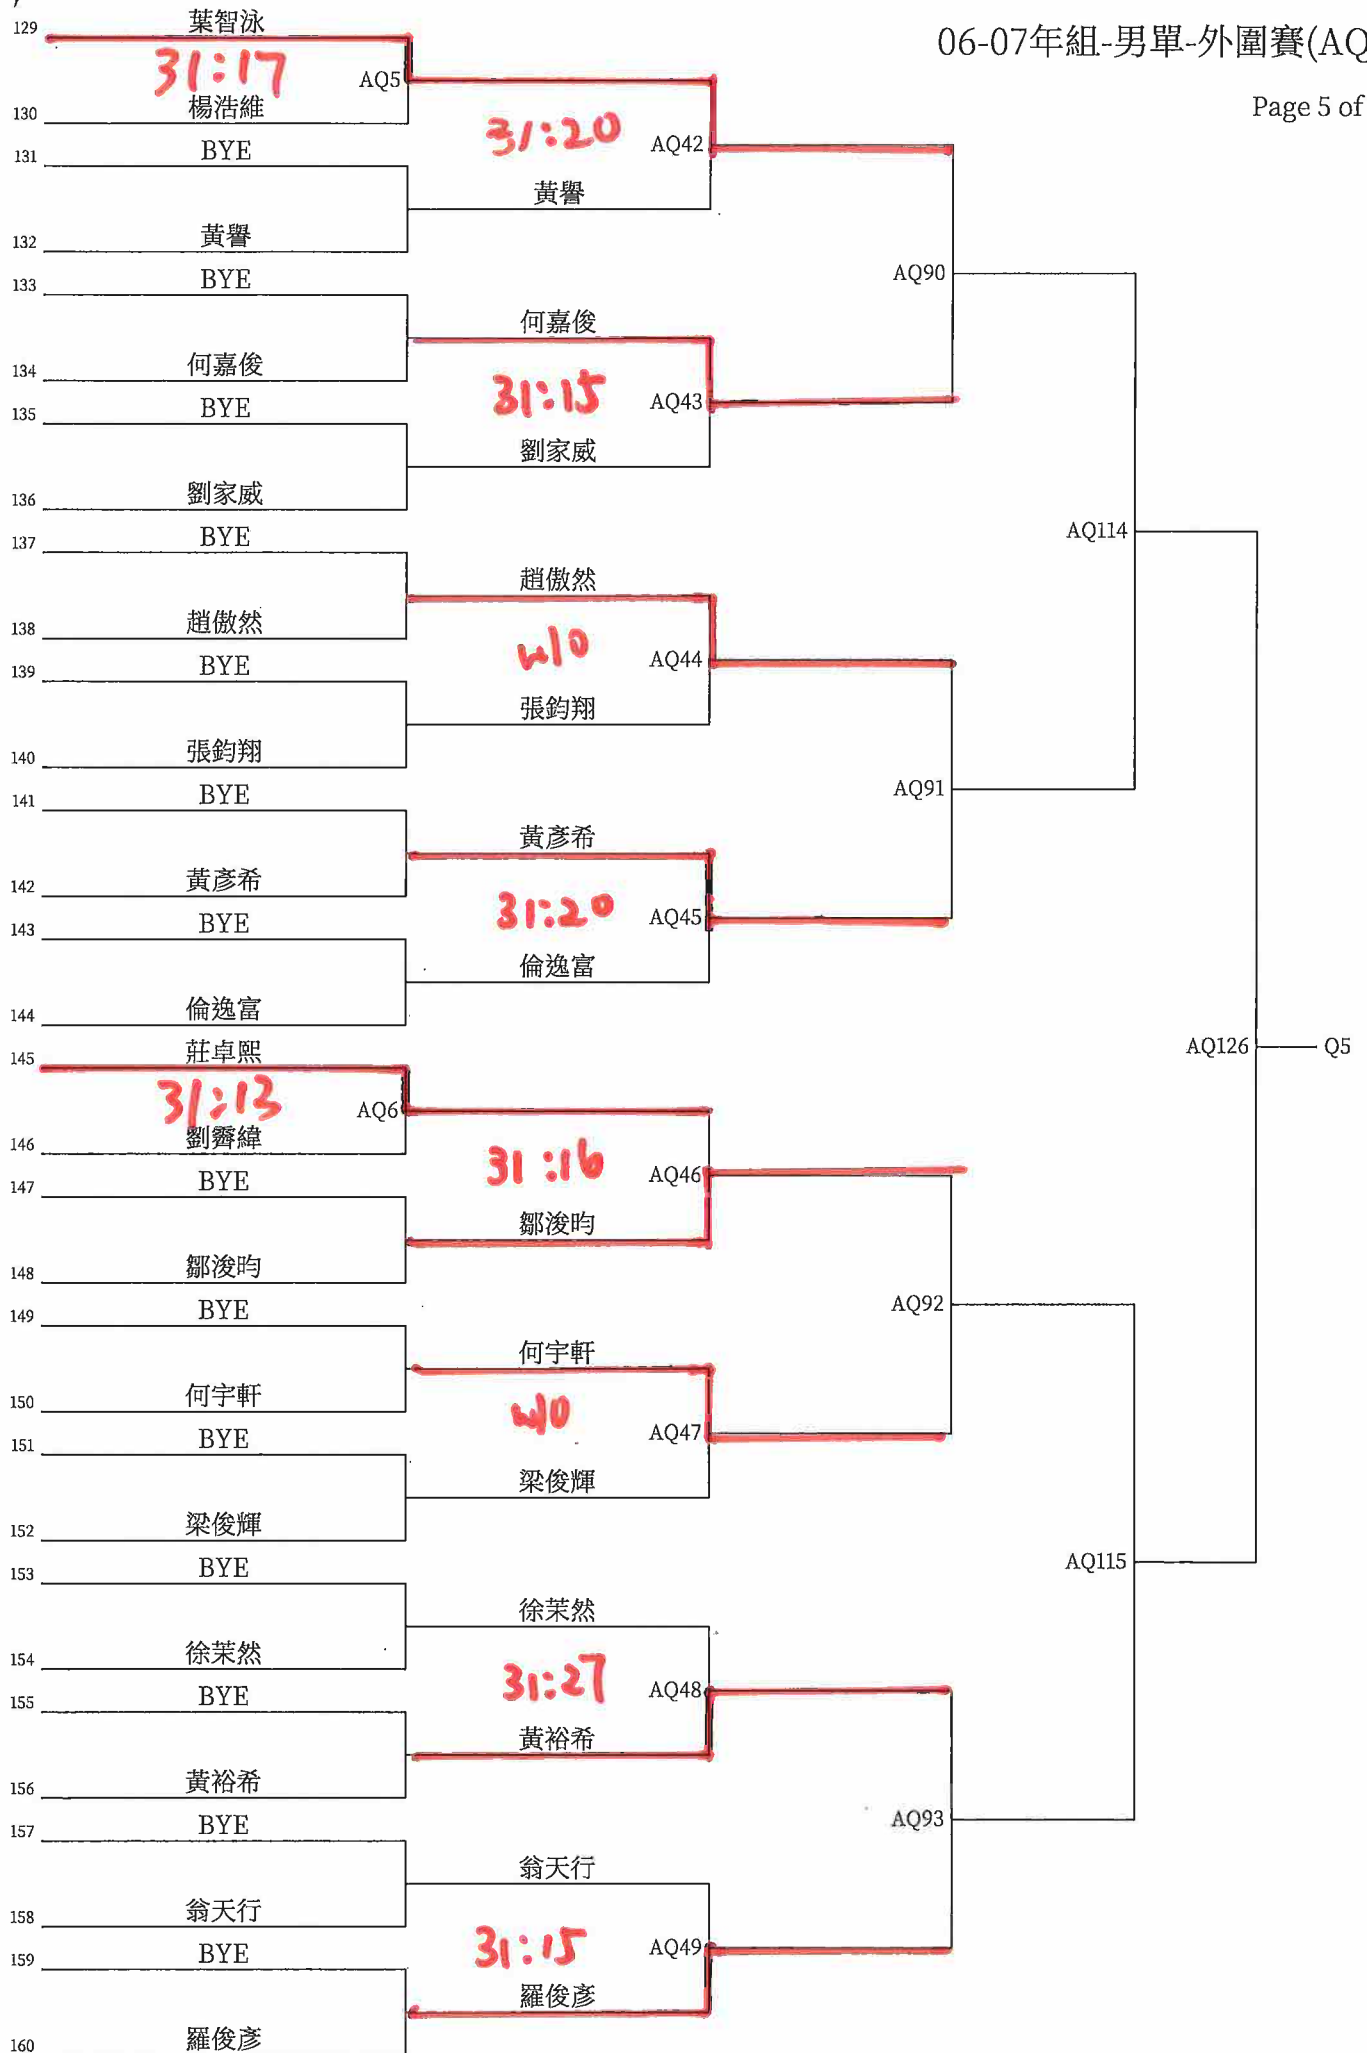 06-07年組-男單-外圍賽(AQ
Page 5 of
129 葉智泳
31:17
AQ5
130 楊浩維
31:20
AQ42
131 BYE
黃譽
132 黃譽
133 BYE
AQ90
何嘉俊
134 何嘉俊
31:15
AQ43
135 BYE
劉家威
136 劉家威
137 BYE
AQ114
趙傲然
138 趙傲然
w/o
AQ44
139 BYE
張鈞翔
140 張鈞翔
141 BYE
AQ91
黃彥希
142 黃彥希
31:20
AQ45
143 BYE
倫逸富
144 倫逸富
145 莊卓熙
AQ126
Q5
31:13
AQ6
146 劉霽緯
31:16
AQ46
147 BYE
鄒浚昀
148 鄒浚昀
149 BYE
AQ92
何宇軒
150 何宇軒
w/o
AQ47
151 BYE
梁俊輝
152 梁俊輝
153 BYE
AQ115
徐茉然
154 徐茉然
31:27
AQ48
155 BYE
黃裕希
156 黃裕希
157 BYE
AQ93
翁天行
158 翁天行
31:15
AQ49
159 BYE
羅俊彥
160 羅俊彥